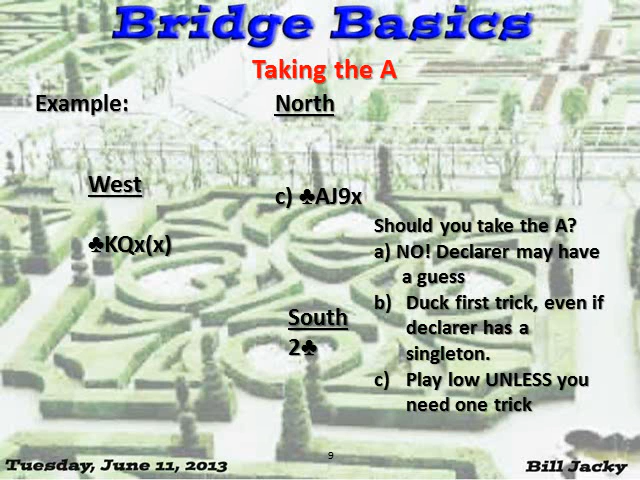 Bridge Basics
Taking the A
Example:
North
West
c) ♣AJ9x
♣KQx(x)
South
2♣
Should you take the A?
a) NO! Declarer may have
a guess
b) Duck first trick, even if
declarer has a
singleton.
c) Play low UNLESS you
need one trick
Tuesday, June 11, 2013
9
Bill Jacky